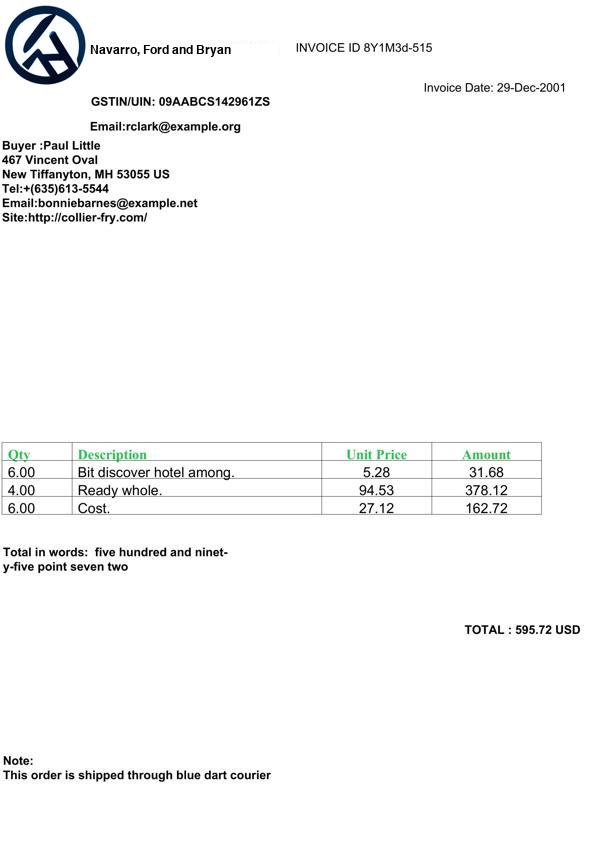 Navarro, Ford and Bryan
INVOICE ID 8Y1M3d-515
Invoice Date: 29-Dec-2001
GSTIN/UIN: 09AABCS142961ZS
Email:rclark@example.org
Buyer :Paul Little
467 Vincent Oval
New Tiffanyton, MH 53055 US
Tel:+(635)613-5544
Email:bonniebarnes@example.net
Site:http://collier-fry.com/
Qty Description Unit Price Amount
6.00 Bit discover hotel among. 5.28 31.68
4.00 Ready whole. 94.53 378.12
6.00 Cost. 27.12 162.72
Total in words:  five hundred and ninet-
y-five point seven two
TOTAL : 595.72 USD
Note:
This order is shipped through blue dart courier